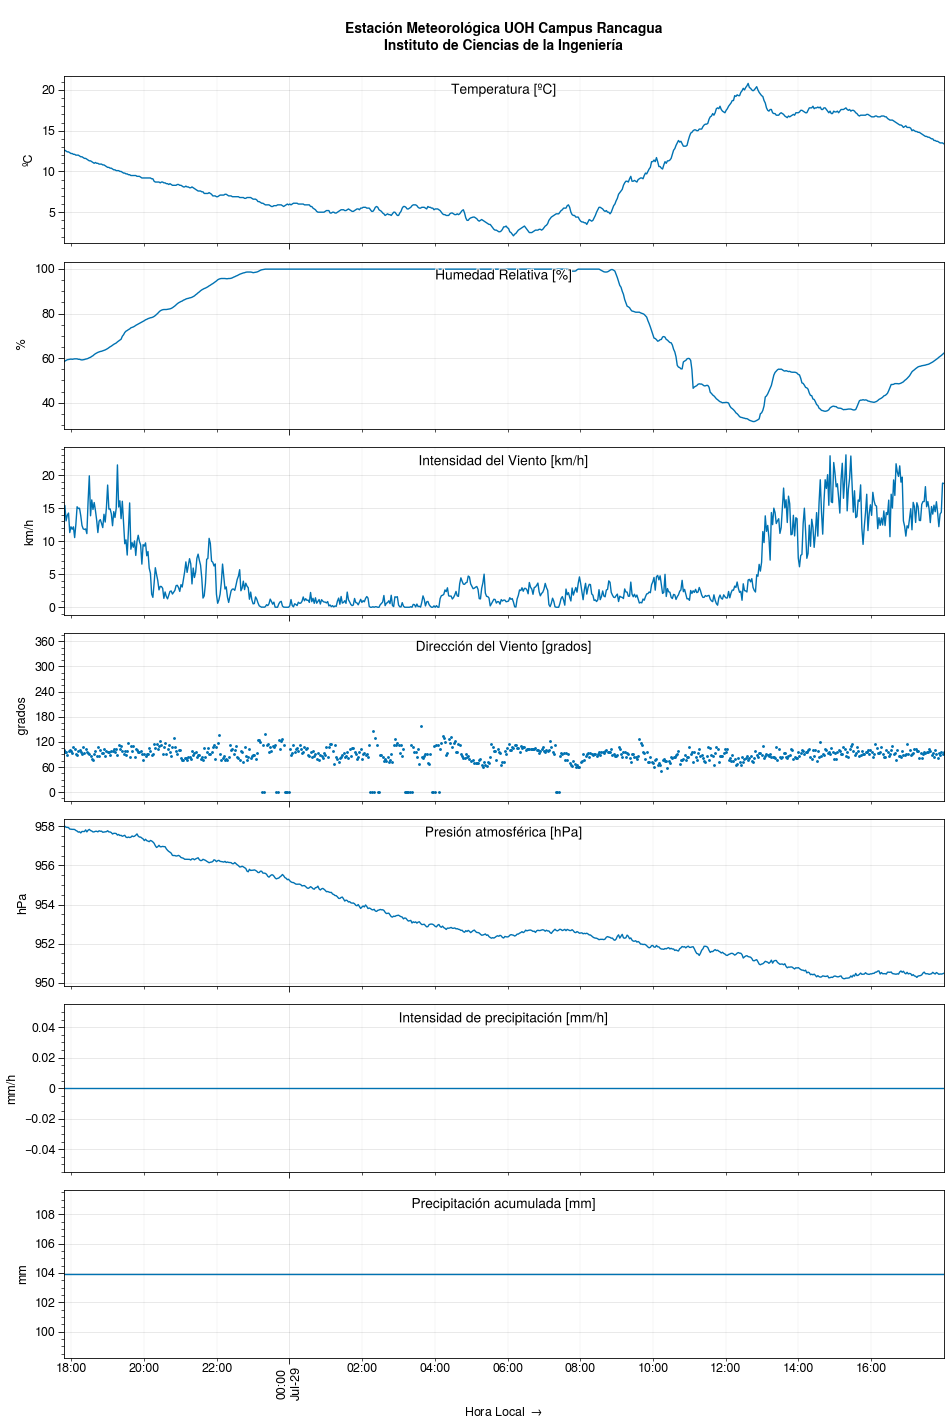 Estación Meteorológica UOH Campus Rancagua
Instituto de Ciencias de la Ingeniería
Temperatura [ºC]
ºC
20
15
10
5
Humedad Relativa [%]
%
100
80
60
40
Intensidad del Viento [km/h]
km/h
20
15
10
5
0
Dirección del Viento [grados]
grados
360
300
240
180
120
60
0
Presión atmosférica [hPa]
hPa
958
956
954
952
950
Intensidad de precipitación [mm/h]
mm/h
0.04
0.02
0
−0.02
−0.04
Precipitación acumulada [mm]
mm
108
106
104
102
100
18:00 20:00 22:00 00:00 02:00 04:00 06:00 08:00 10:00 12:00 14:00 16:00
Jul-29
Hora Local →